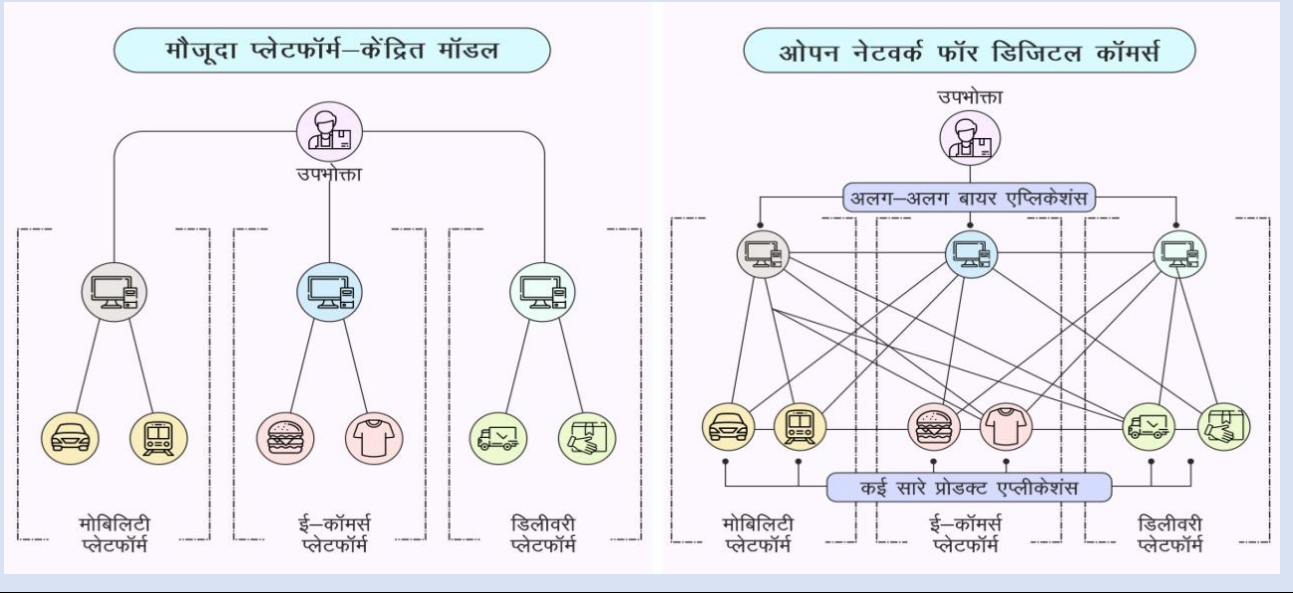 मौजूदा प्लेटफॉर्म–केंद्रित मॉडल
उपभोक्ता
मोबिलिटी
प्लेटफॉर्म
ई–कॉमर्स
प्लेटफॉर्म
डिलीवरी
प्लेटफॉर्म
ओपन नेटवर्क फॉर डिजिटल कॉमर्स
उपभोक्ता
अलग–अलग बायर एप्लिकेशंस
कई सारे प्रोडक्ट एप्लीकेशंस
मोबिलिटी
प्लेटफॉर्म
ई–कॉमर्स
प्लेटफॉर्म
डिलीवरी
प्लेटफॉर्म